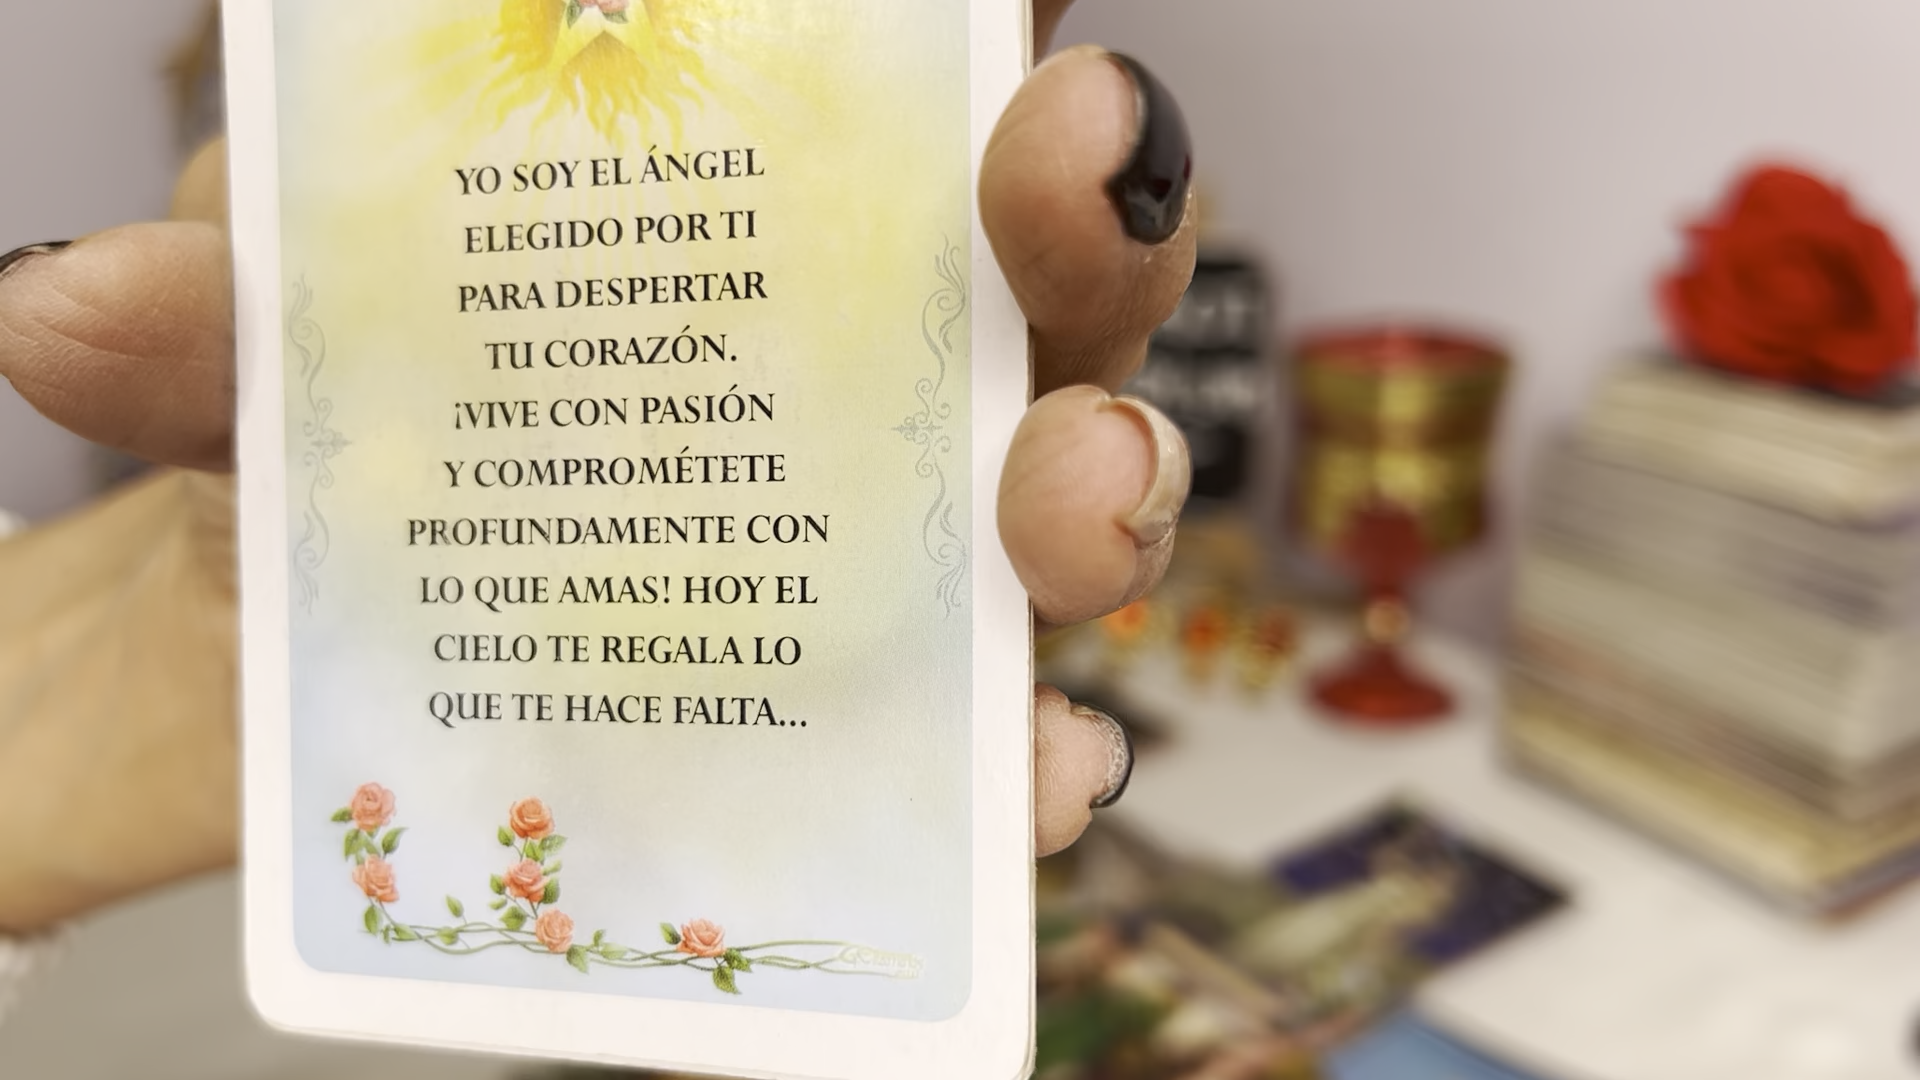 YO SOY EL ÁNGEL
ELEGIDO POR TI
PARA DESPERTAR
TU CORAZÓN.
¡VIVE CON PASIÓN
Y COMPROMÉTETE
PROFUNDAMENTE CON
LO QUE AMAS! HOY EL
CIELO TE REGALA LO
QUE TE HACE FALTA...